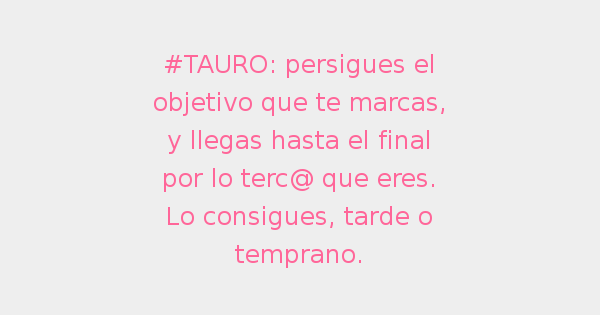 #TAURO: persigues el
objetivo que te marcas,
y llegas hasta el final
por lo terc@ que eres.
Lo consigues, tarde o
temprano.